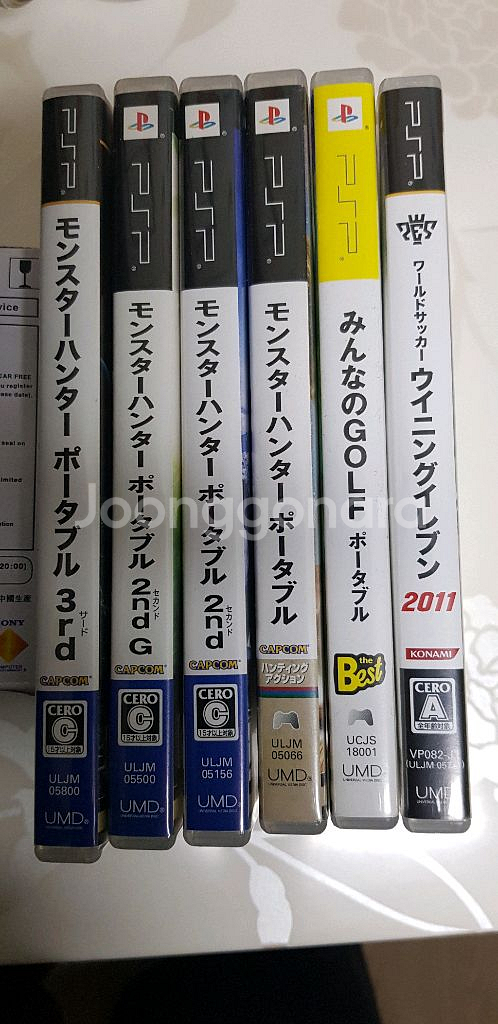 PSP
モンスターハンター ポータブル 3rd
サード
CAPCOM
CERO
C
15才以上対象
ULJM
05800
UMD
PSP
モンスターハンター ポータブル 2nd G
セカンド
CAPCOM
CERO
C
15才以上対象
ULJM
05500
UMD
PSP
モンスターハンター ポータブル 2nd
セカンド
CAPCOM
CERO
C
15才以上対象
ULJM
05156
UMD
PSP
モンスターハンター ポータブル
CAPCOM
ハンティング
アクション
ULJM
05066
UMD
PSP
みんなのGOLF ポータブル
the
Best
UCJS
18001
UMD
PSP
PES
ワールドサッカー ウイニングイレブン
2011
KONAMI
CERO
A
全年齢対象
UMD
Joonggonara